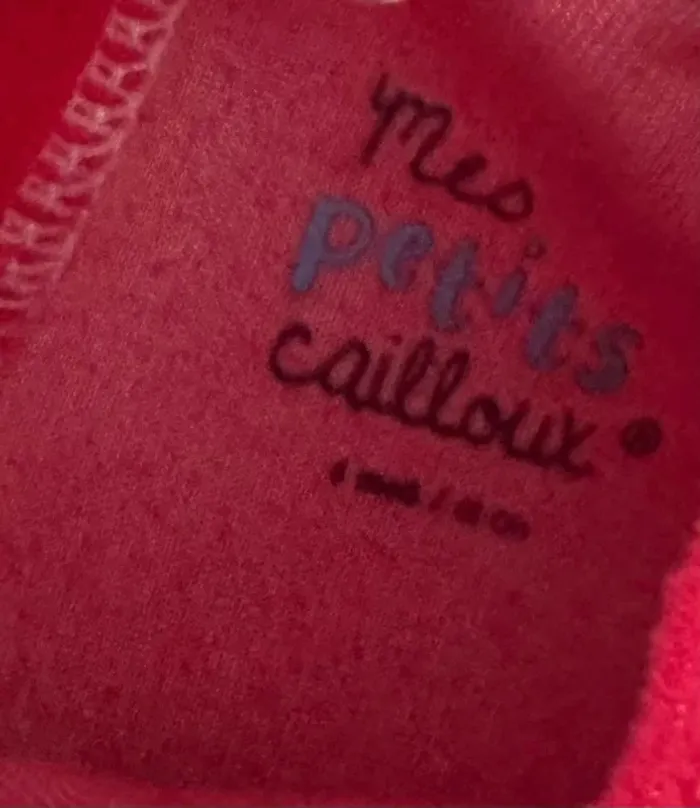 Mes
petits
cailloux ®